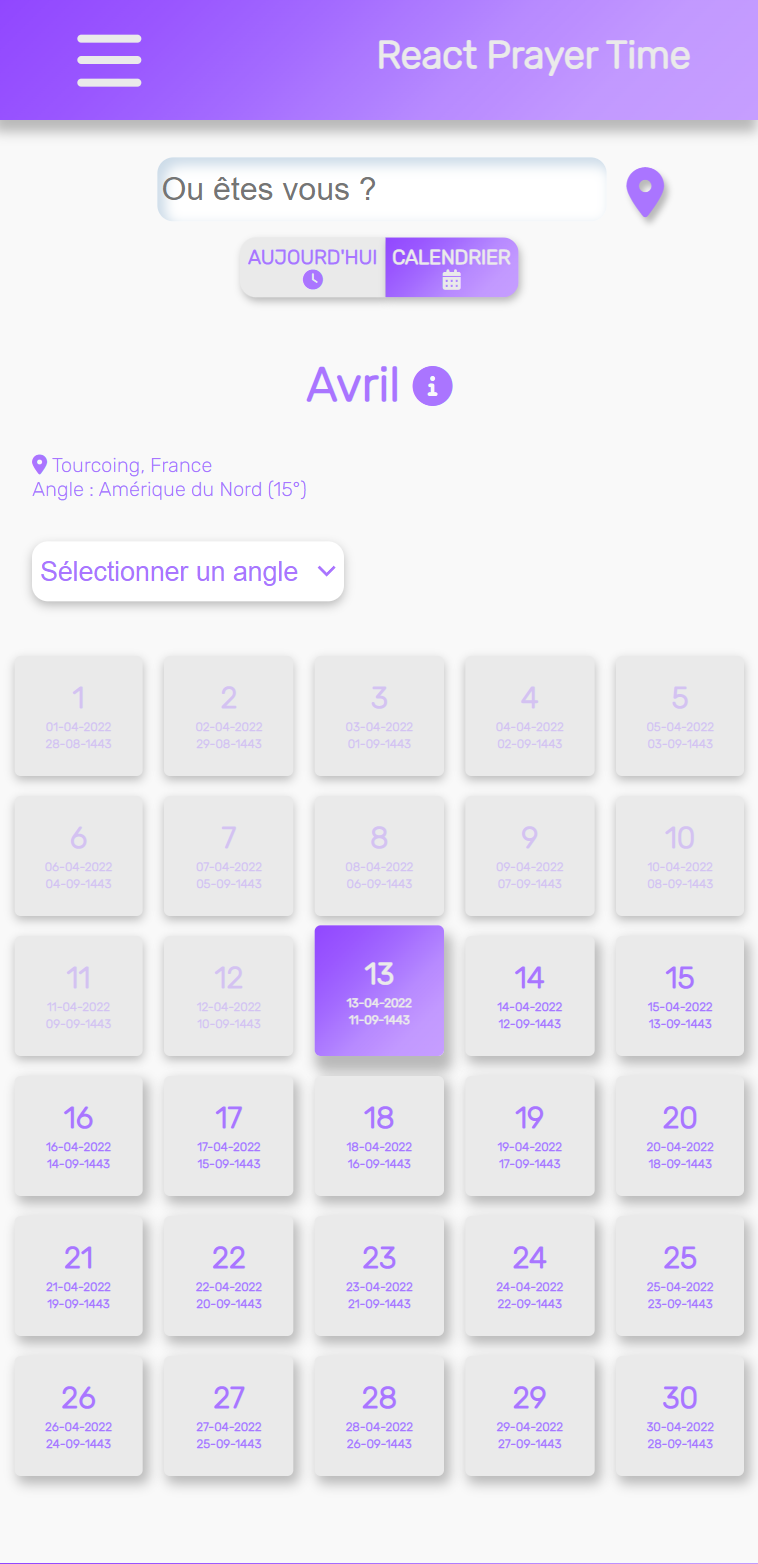 React Prayer Time
Ou êtes vous ?
AUJOURD'HUI CALENDRIER
Avril
Tourcoing, France
Angle : Amérique du Nord (15°)
Sélectionner un angle
1 2 3 4 5
01-04-2022 02-04-2022 03-04-2022 04-04-2022 05-04-2022
28-08-1443 29-08-1443 01-09-1443 02-09-1443 03-09-1443
6 7 8 9 10
06-04-2022 07-04-2022 08-04-2022 09-04-2022 10-04-2022
04-09-1443 05-09-1443 06-09-1443 07-09-1443 08-09-1443
11 12 13 14 15
11-04-2022 12-04-2022 13-04-2022 14-04-2022 15-04-2022
09-09-1443 10-09-1443 11-09-1443 12-09-1443 13-09-1443
16 17 18 19 20
16-04-2022 17-04-2022 18-04-2022 19-04-2022 20-04-2022
14-09-1443 15-09-1443 16-09-1443 17-09-1443 18-09-1443
21 22 23 24 25
21-04-2022 22-04-2022 23-04-2022 24-04-2022 25-04-2022
19-09-1443 20-09-1443 21-09-1443 22-09-1443 23-09-1443
26 27 28 29 30
26-04-2022 27-04-2022 28-04-2022 29-04-2022 30-04-2022
24-09-1443 25-09-1443 26-09-1443 27-09-1443 28-09-1443